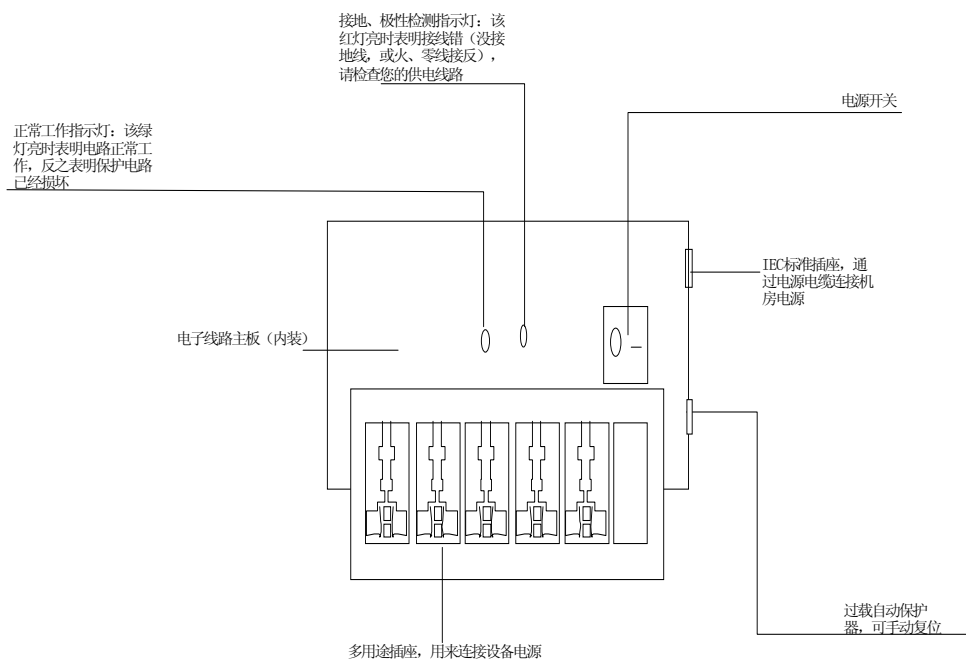 接地、极性检测指示灯：该
红灯亮时表明接线错（没接
地线，或火、零线接反），
请检查您的供电线路
电源开关
正常工作指示灯：该绿
灯亮时表明电路正常工
作，反之表明保护电路
已经损坏
IEC标准插座，通
过电源电缆连接机
房电源
电子线路主板（内装）
过载自动保护
器，可手动复位
多用途插座，用来连接设备电源